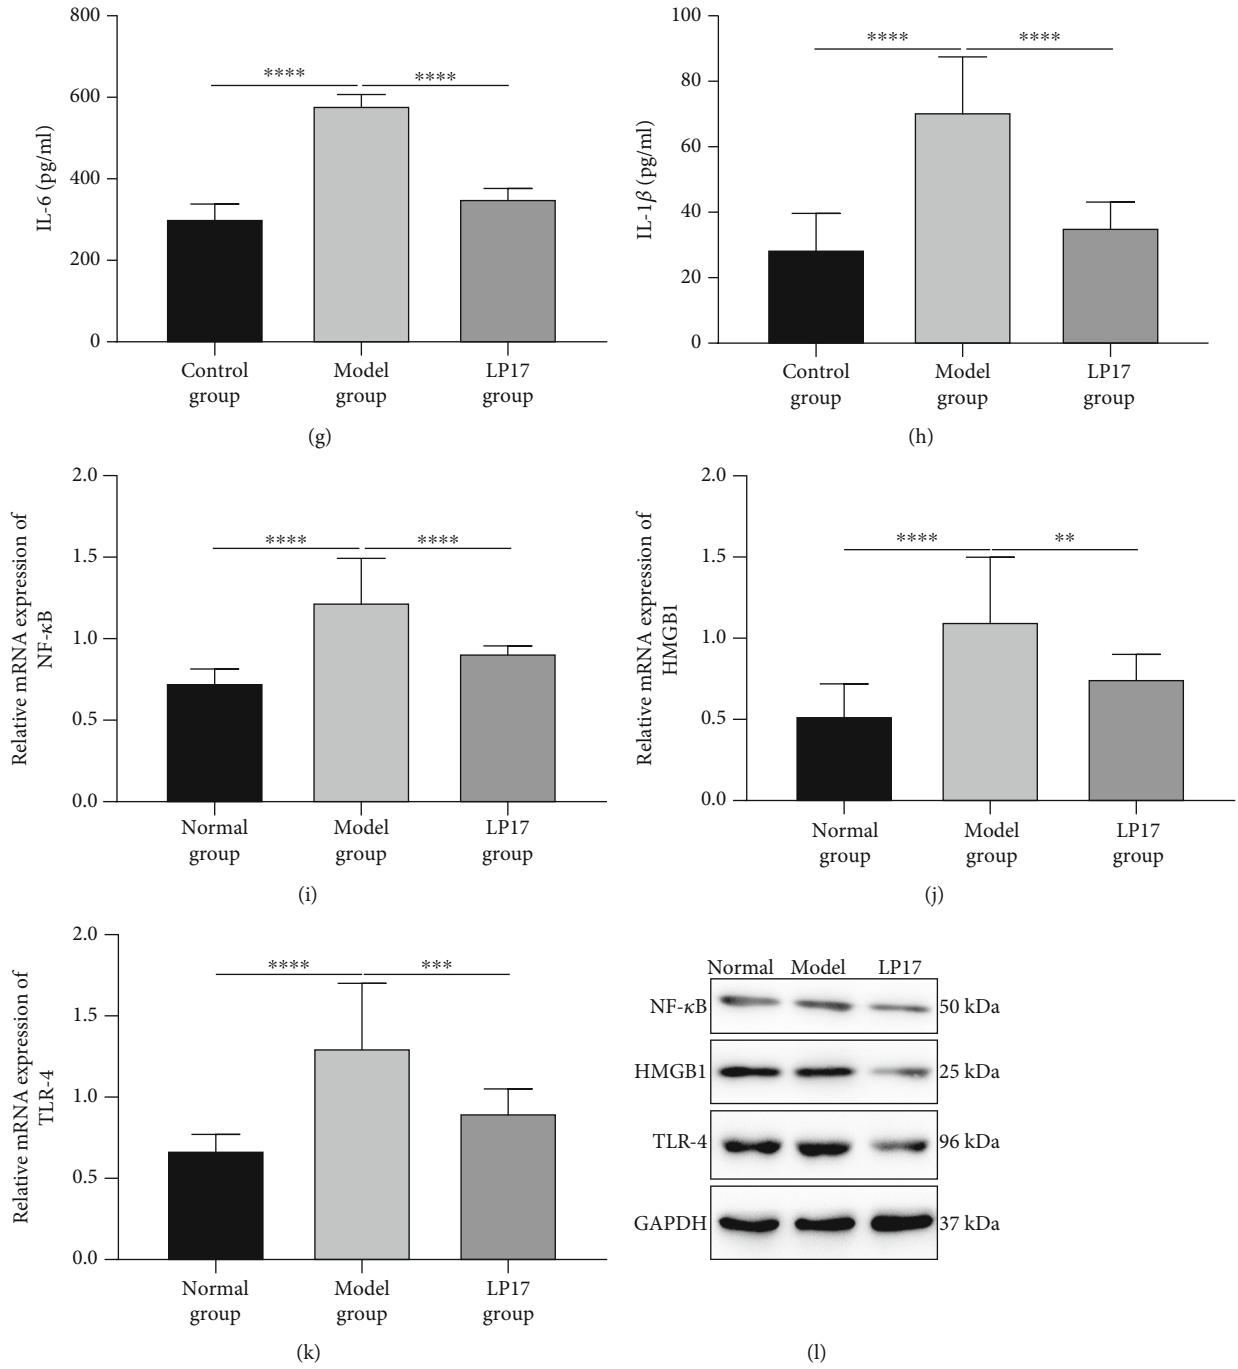 800
600
400
200
0
IL-6 (pg/ml)
****
****
Control
group
Model
group
LP17
group
(g)
100
80
60
40
20
0
IL-1β (pg/ml)
****
****
Control
group
Model
group
LP17
group
(h)
2.0
1.5
1.0
0.5
0.0
Relative mRNA expression of
NF-κB
****
****
Normal
group
Model
group
LP17
group
(i)
2.0
1.5
1.0
0.5
0.0
Relative mRNA expression of
HMGB1
****
**
Normal
group
Model
group
LP17
group
(j)
2.0
1.5
1.0
0.5
0.0
Relative mRNA expression of
TLR-4
****
***
Normal
group
Model
group
LP17
group
(k)
Normal Model LP17
NF-κB 50 kDa
HMGB1 25 kDa
TLR-4 96 kDa
GAPDH 37 kDa
(l)